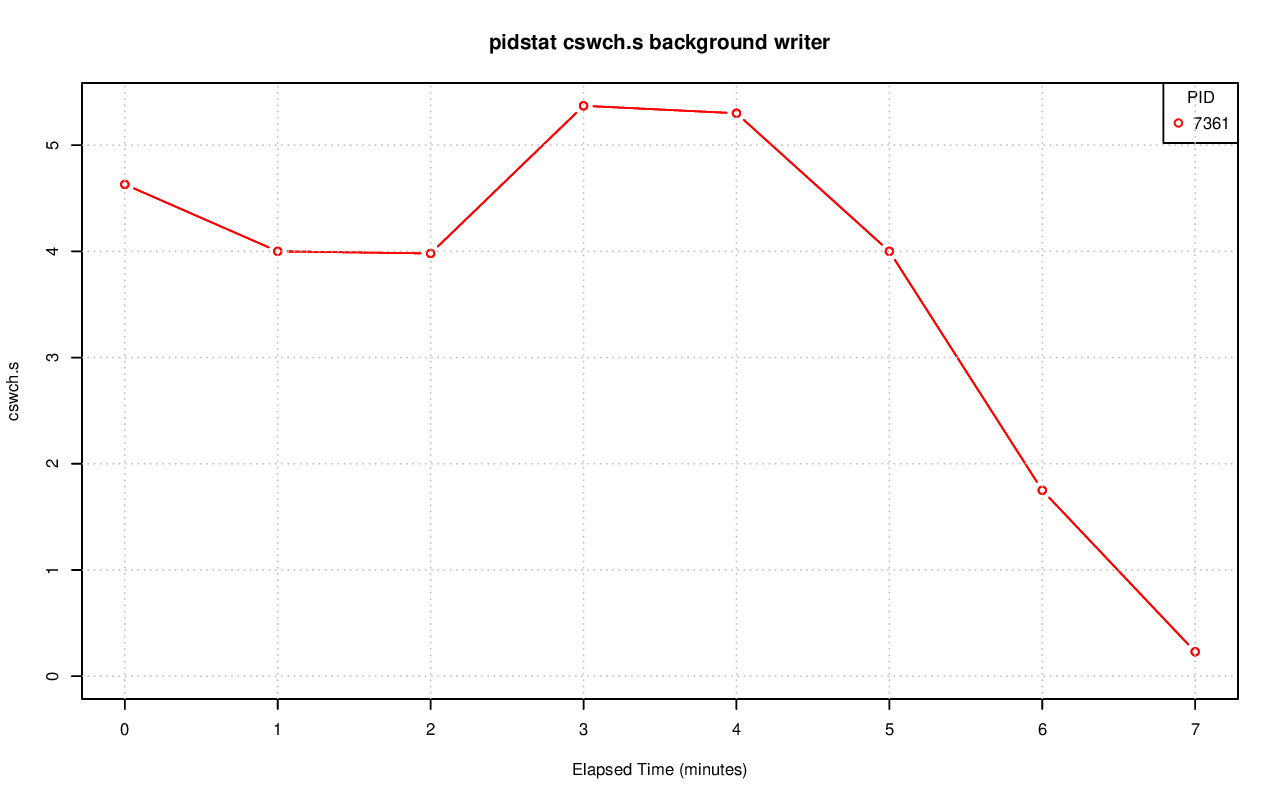 pidstat cswch.s background writer
PID
7361
5
4
3
2
1
0
cswch.s
0 1 2 3 4 5 6 7
Elapsed Time (minutes)